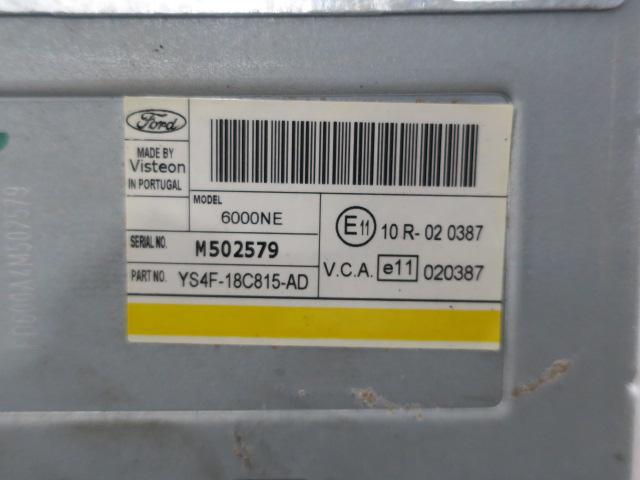 Ford
MADE BY
Visteon
IN PORTUGAL
MODEL
6000NE
SERIAL NO.
M502579
PART NO.
YS4F-18C815-AD
E11 10 R- 02 0387
V.C.A. e11 020387
M502579